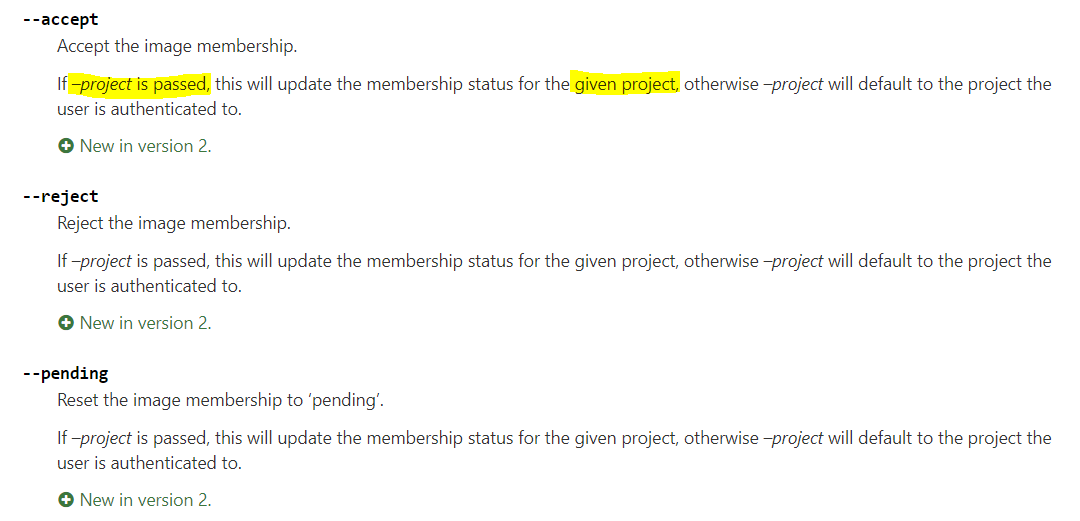 --accept
Accept the image membership.
If –project is passed, this will update the membership status for the given project, otherwise –project will default to the project the
user is authenticated to.
New in version 2.
--reject
Reject the image membership.
If –project is passed, this will update the membership status for the given project, otherwise –project will default to the project the
user is authenticated to.
New in version 2.
--pending
Reset the image membership to ‘pending’.
If –project is passed, this will update the membership status for the given project, otherwise –project will default to the project the
user is authenticated to.
New in version 2.